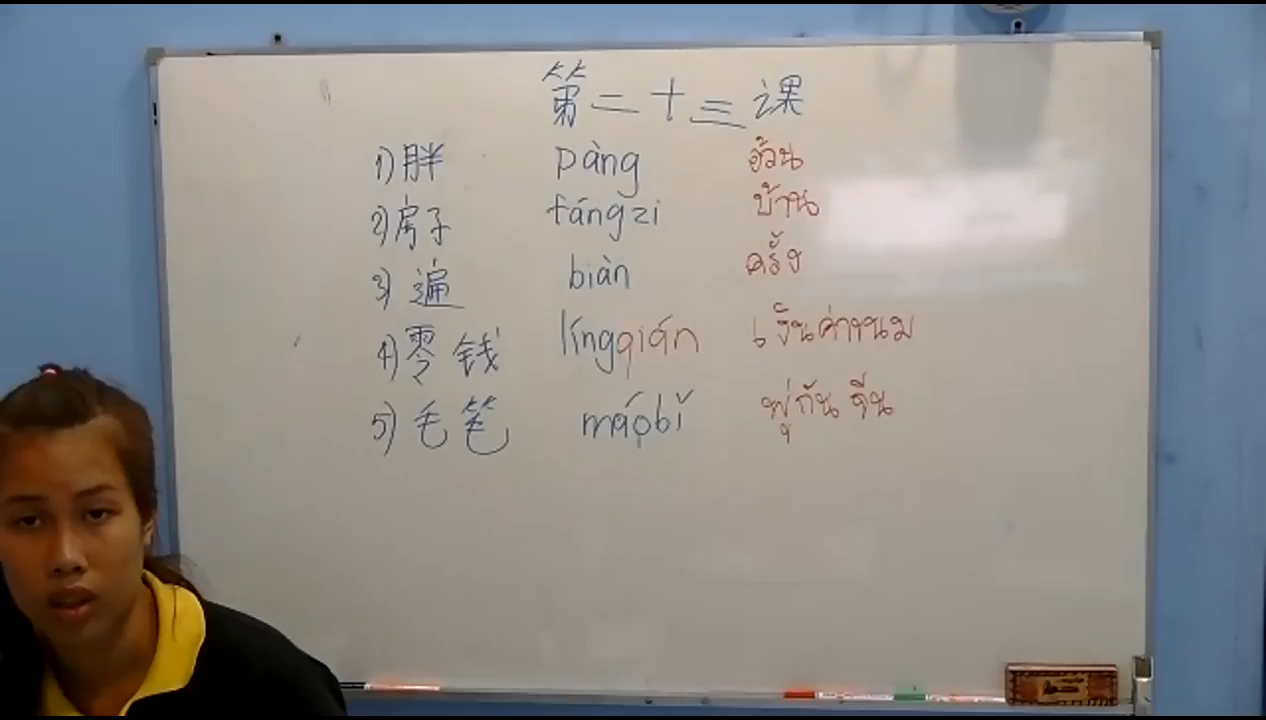 第二十三课
1) 胖 pàng อ้วน
2) 房子 fángzi บ้าน
3) 遍 biàn ครั้ง
4) 零钱 língqián เงินค่าขนม
5) 毛笔 máobǐ พู่กันจีน